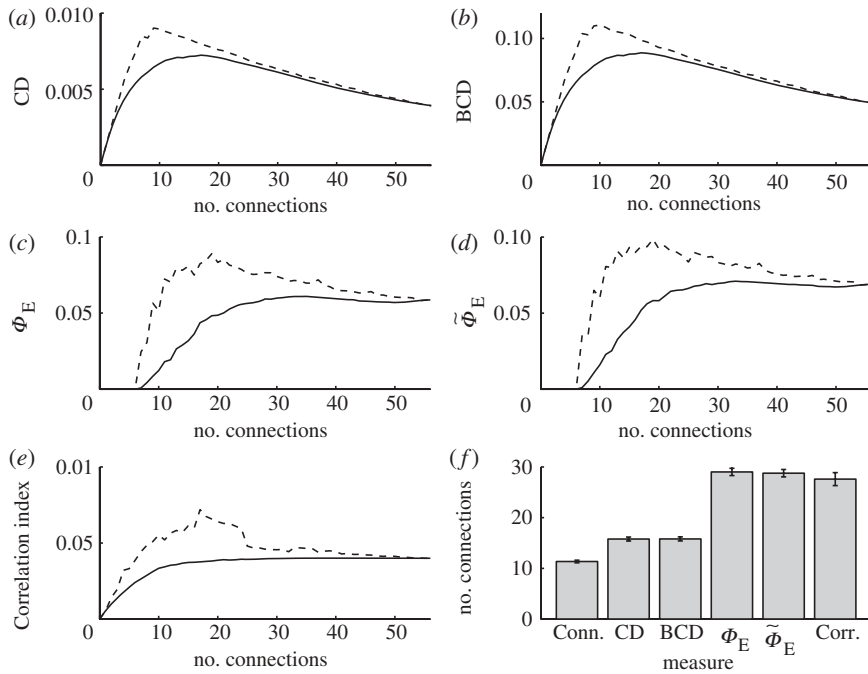 (a)
0.010
0.005
0
CD
10 20 30 40 50
no. connections
(b)
0.10
0.05
0
BCD
10 20 30 40 50
no. connections
(c)
0.1
0.05
0
Φ_E
10 20 30 40 50
no. connections
(d)
0.10
0.05
0
Φ̃_E
10 20 30 40 50
no. connections
(e)
0.01
0.05
0
Correlation index
10 20 30 40 50
no. connections
(f)
30
20
10
0
no. connections
Conn. CD BCD Φ_E Φ̃_E Corr.
measure